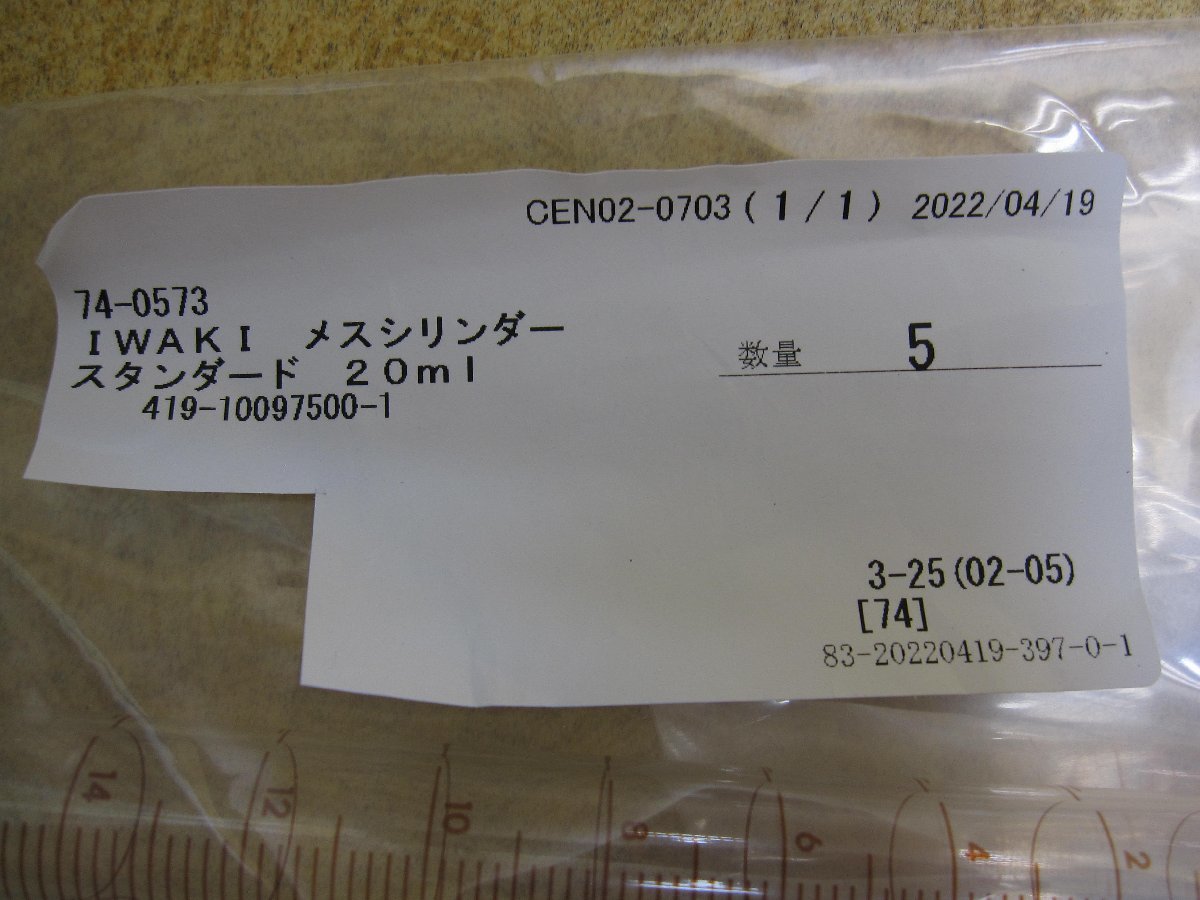 CEN02-0703 ( 1 / 1 ) 2022/04/19
74-0573
ＩＷＡＫＩ　メスシリンダー
スタンダード　２０ｍｌ
419-10097500-1
数量 5
3-25(02-05)
[74]
83-20220419-397-0-1
14 12 10 8 6 4 2